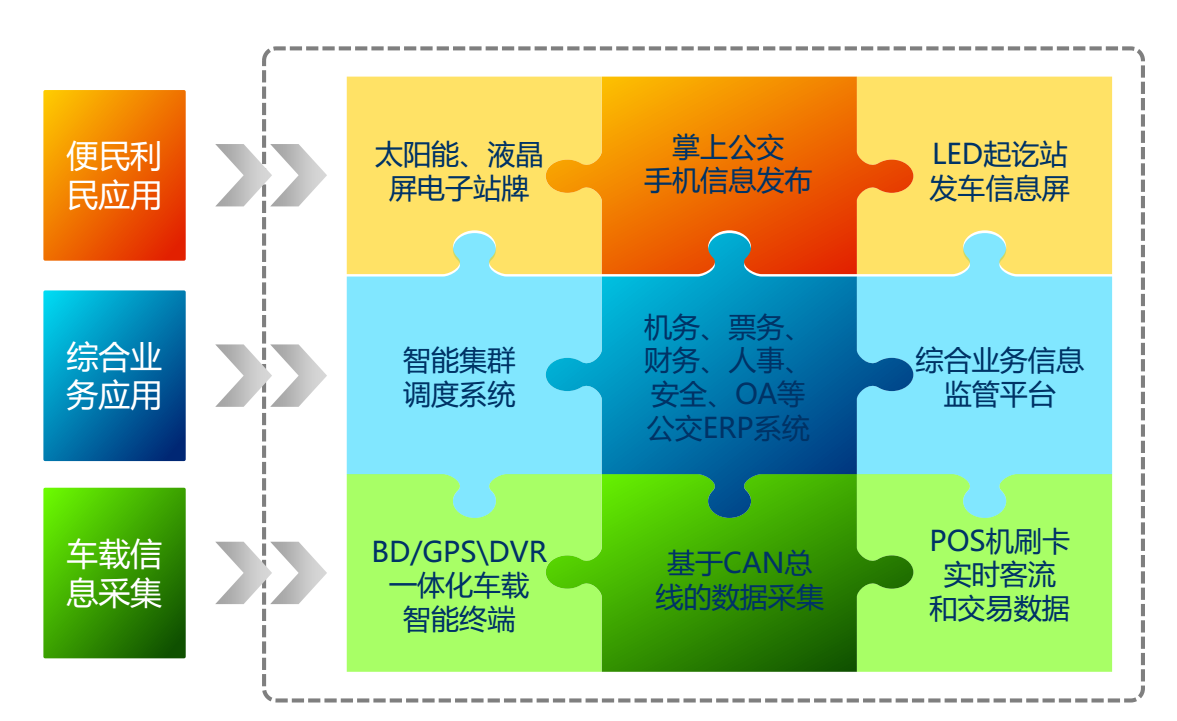 便民利
民应用
太阳能、液晶
屏电子站牌
掌上公交
手机信息发布
LED起讫站
发车信息屏
综合业
务应用
智能集群
调度系统
机务、票务、
财务、人事、
安全、OA等
公交ERP系统
综合业务信息
监管平台
车载信
息采集
BD/GPS\DVR
一体化车载
智能终端
基于CAN总
线的数据采集
POS机刷卡
实时客流
和交易数据